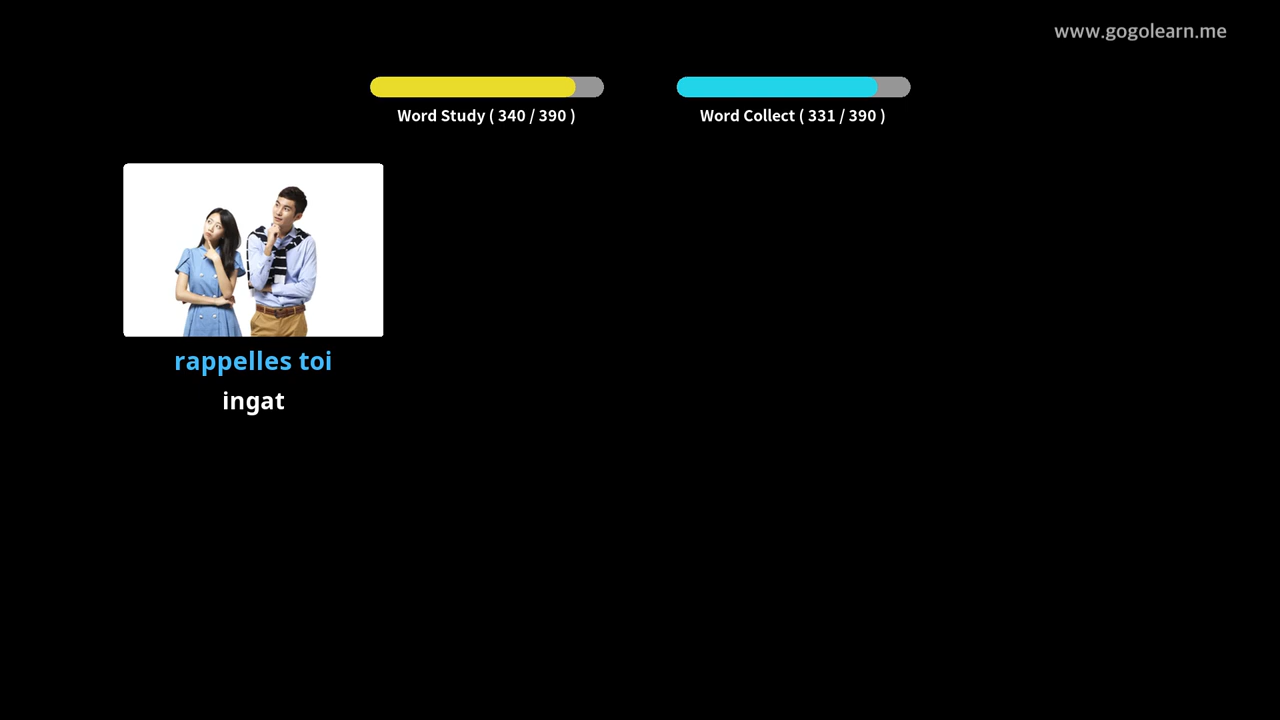 www.gogolearn.me
Word Study ( 340 / 390 )
Word Collect ( 331 / 390 )
rappelles toi
ingat